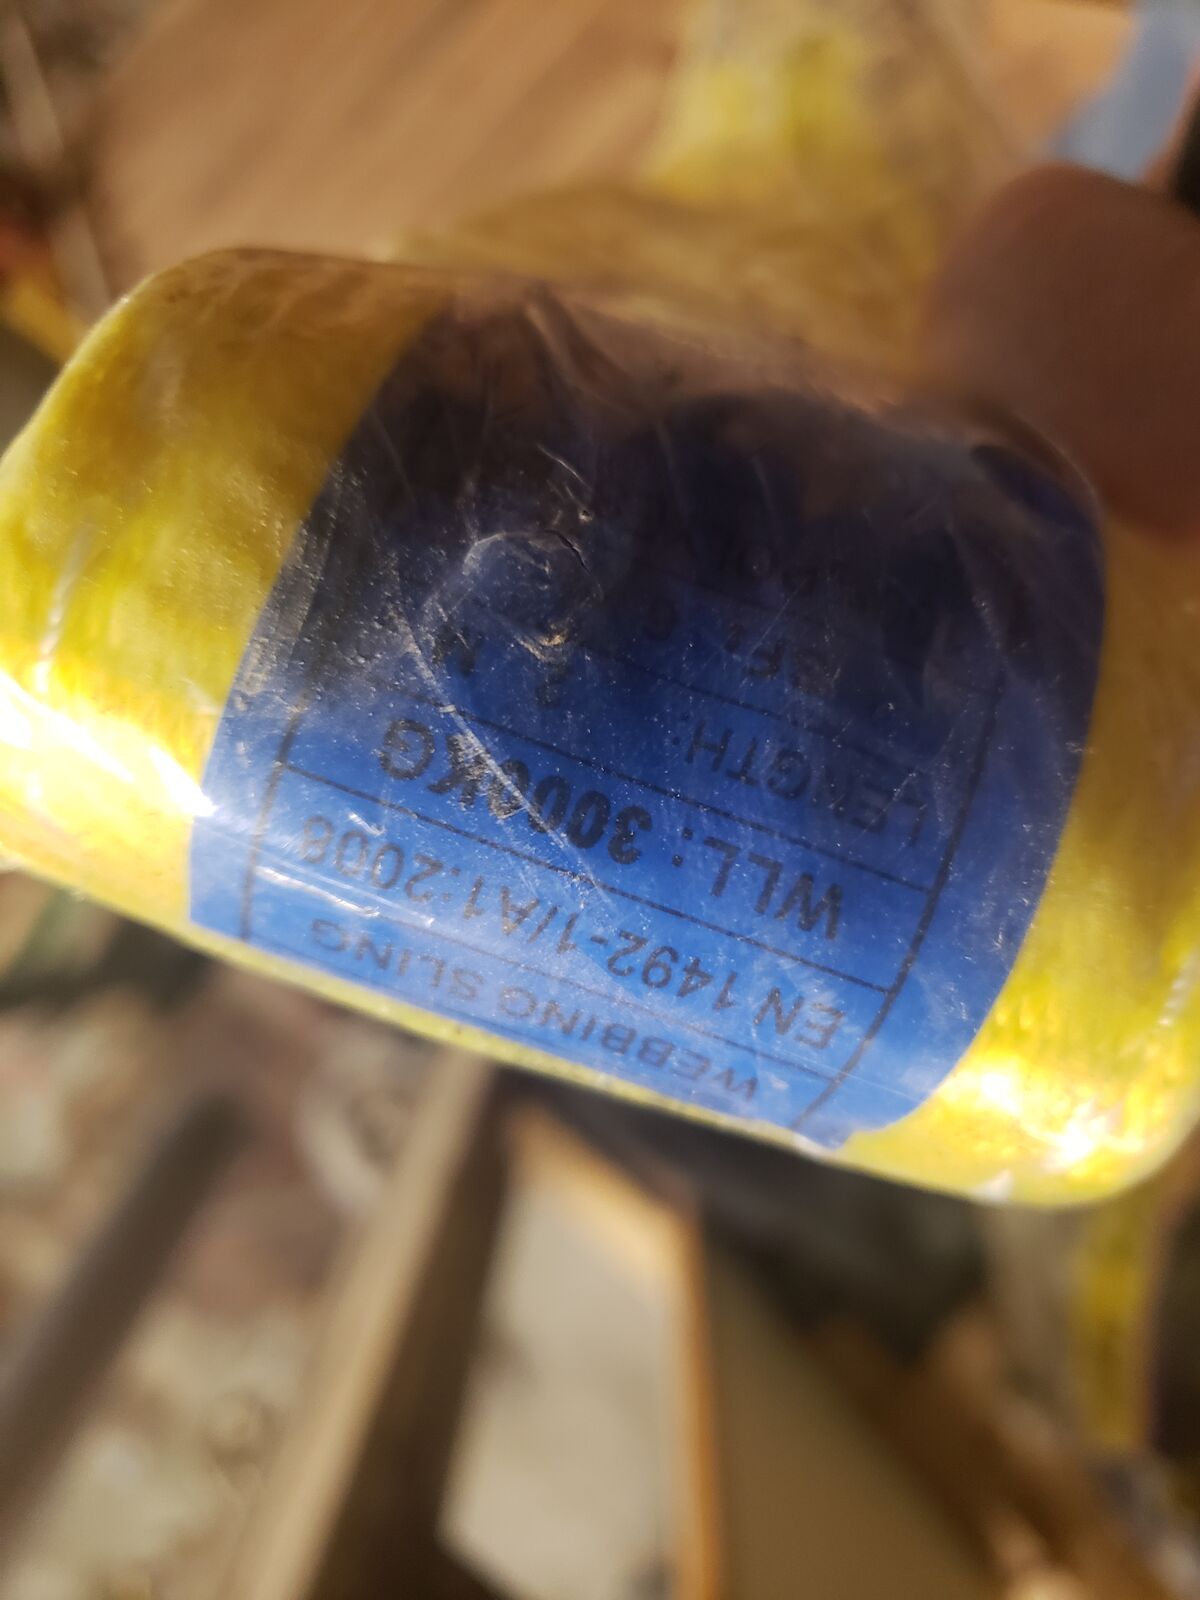 WEBBING SLING
EN 1492-1/A1:2008
WLL: 3000KG
LENGTH: